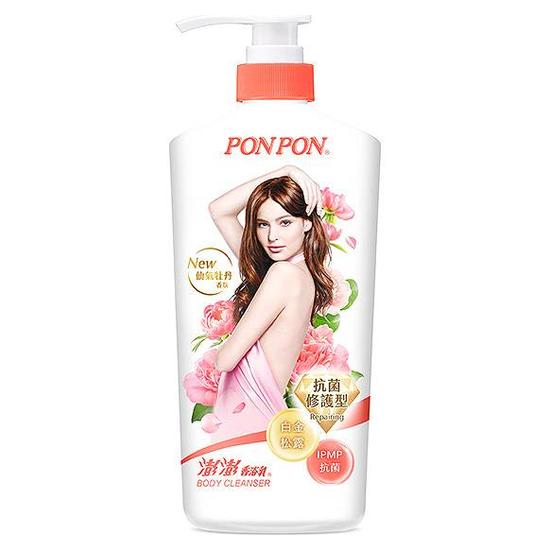 PON PON®
New
仙氣牡丹
香氛
抗菌
修護型
Repairing
白金
松露
IPMP
抗菌
澎澎香浴乳®
BODY CLEANSER